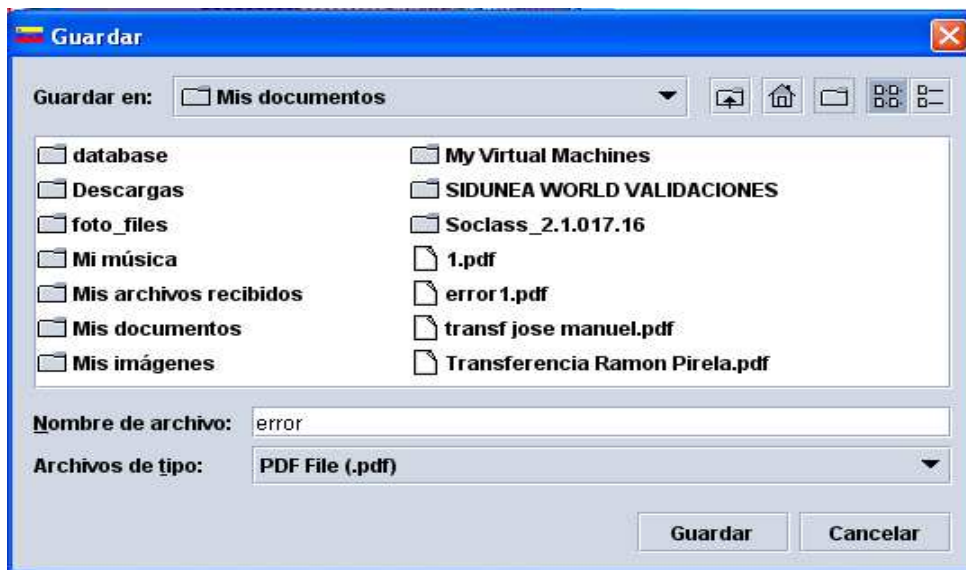 Guardar
Guardar en: Mis documentos
database
Descargas
foto_files
Mi música
Mis archivos recibidos
Mis documentos
Mis imágenes
My Virtual Machines
SIDUNEA WORLD VALIDACIONES
Soclass_2.1.017.16
1.pdf
error1.pdf
transf jose manuel.pdf
Transferencia Ramon Pirela.pdf
Nombre de archivo: error
Archivos de tipo: PDF File (.pdf)
Guardar Cancelar